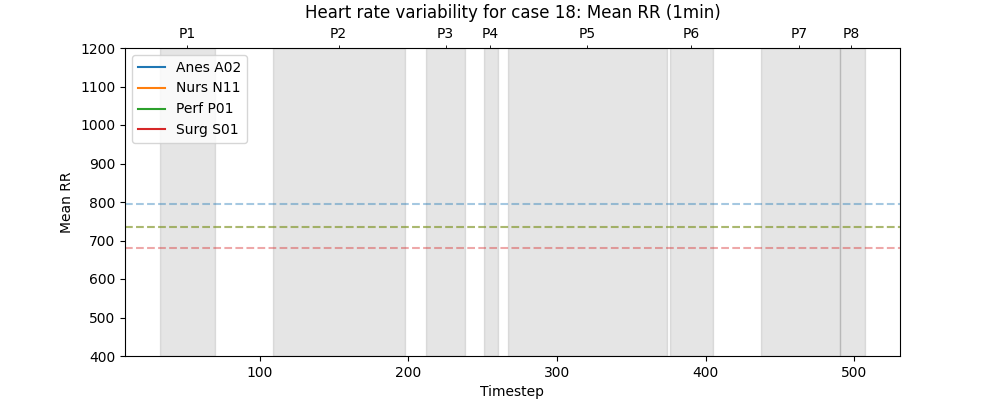 Heart rate variability for case 18: Mean RR (1min)
P1 P2 P3 P4 P5 P6 P7 P8
1200
1100
1000
900
800
700
600
500
400
Mean RR
Anes A02
Nurs N11
Perf P01
Surg S01
100 200 300 400 500
Timestep